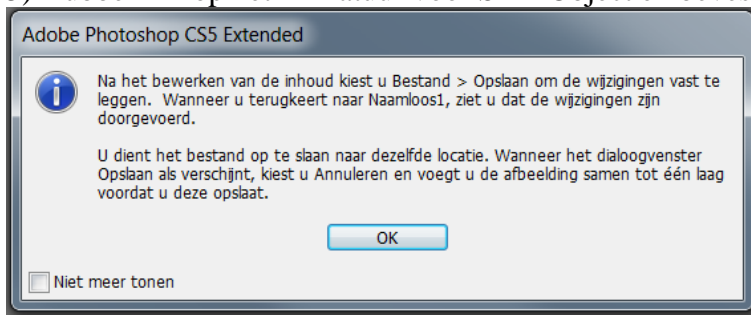 Adobe Photoshop CS5 Extended
Na het bewerken van de inhoud kiest u Bestand > Opslaan om de wijzigingen vast te
leggen. Wanneer u terugkeert naar Naamloos1, ziet u dat de wijzigingen zijn
doorgevoerd.
U dient het bestand op te slaan naar dezelfde locatie. Wanneer het dialoogvenster
Opslaan als verschijnt, kiest u Annuleren en voegt u de afbeelding samen tot één laag
voordat u deze opslaat.
OK
Niet meer tonen